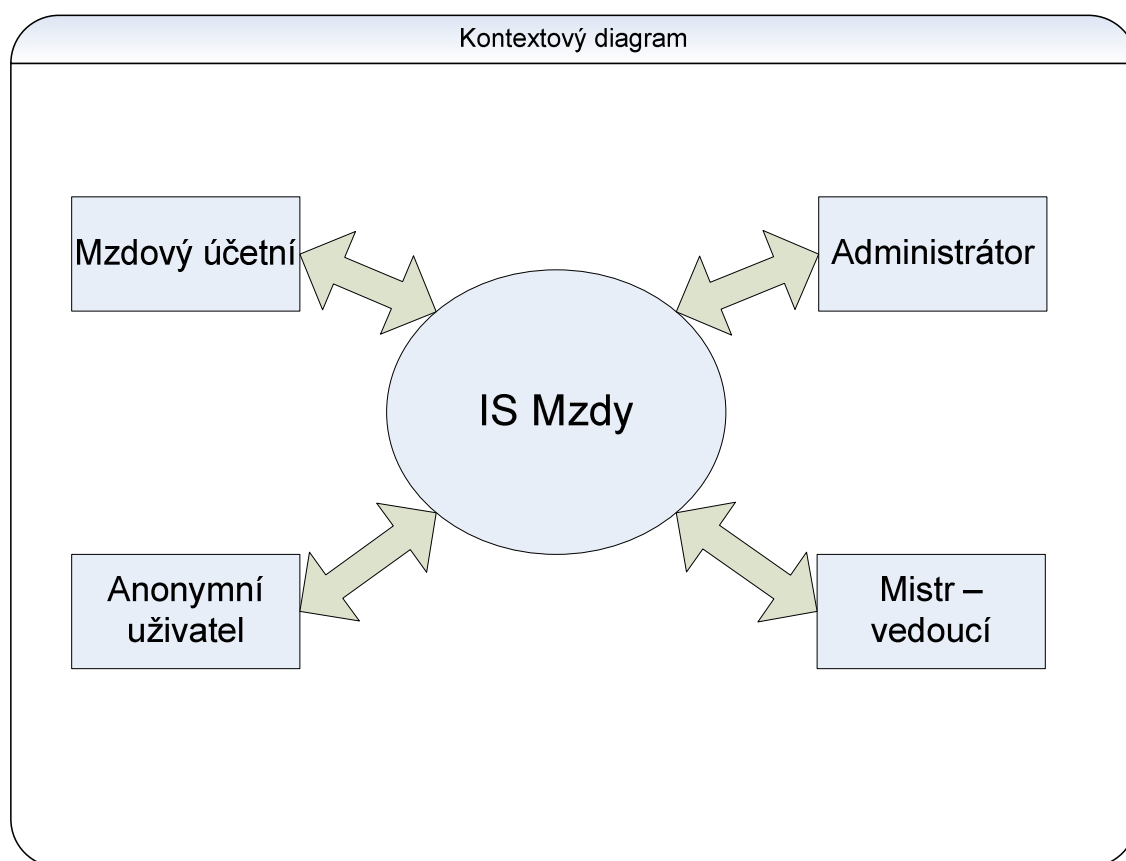 Kontextový diagram
Mzdový účetní
Administrátor
IS Mzdy
Anonymní
uživatel
Mistr –
vedoucí